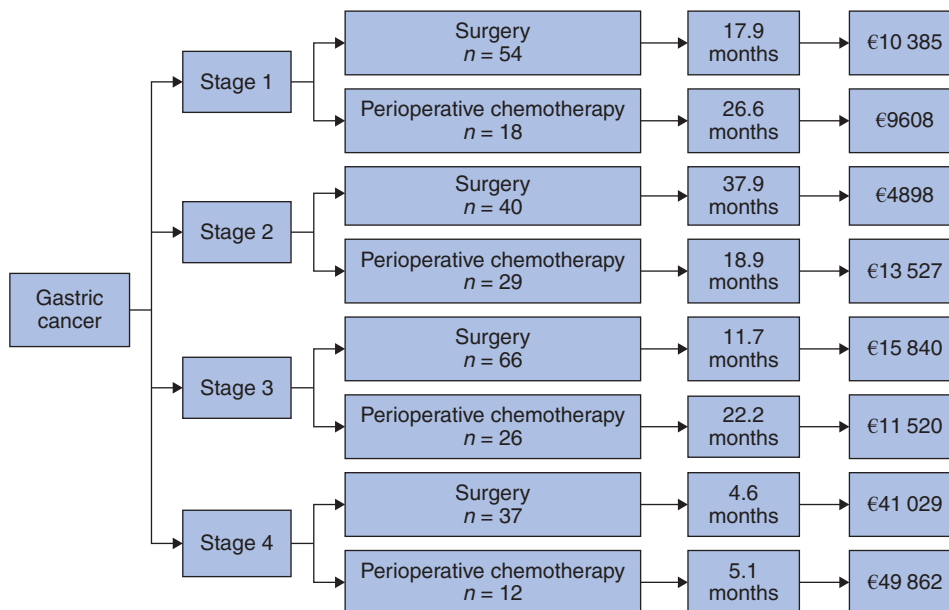 Gastric
cancer
Stage 1
Surgery
n = 54
17.9
months
€10 385
Perioperative chemotherapy
n = 18
26.6
months
€9608
Stage 2
Surgery
n = 40
37.9
months
€4898
Perioperative chemotherapy
n = 29
18.9
months
€13 527
Stage 3
Surgery
n = 66
11.7
months
€15 840
Perioperative chemotherapy
n = 26
22.2
months
€11 520
Stage 4
Surgery
n = 37
4.6
months
€41 029
Perioperative chemotherapy
n = 12
5.1
months
€49 862